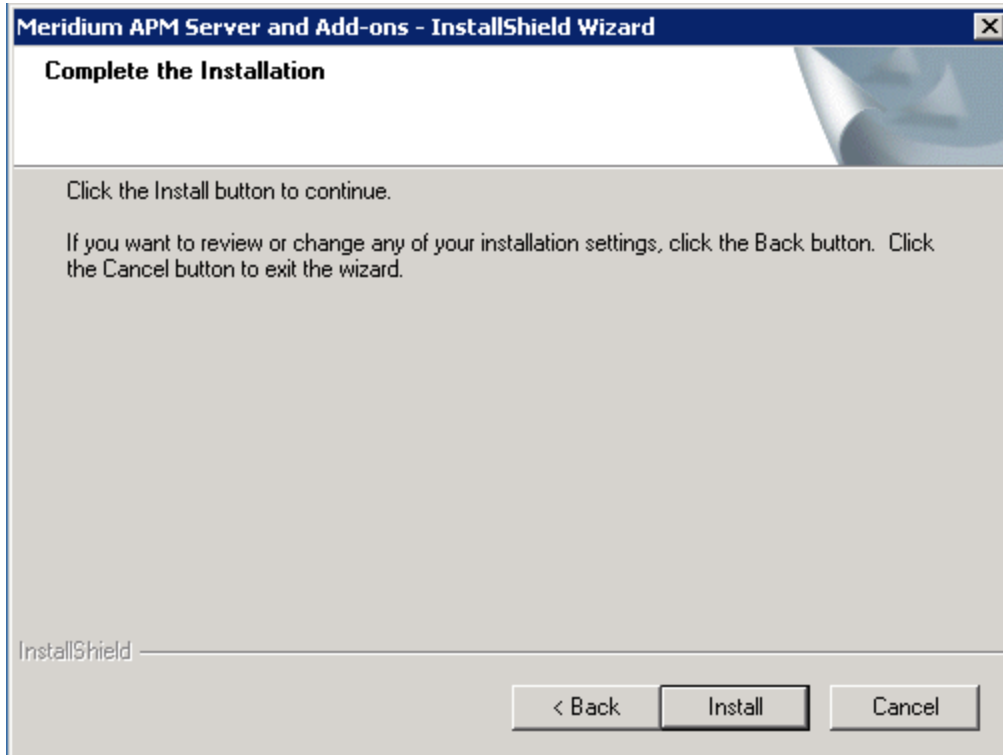 Meridium APM Server and Add-ons - InstallShield Wizard
Complete the Installation
Click the Install button to continue.
If you want to review or change any of your installation settings, click the Back button.  Click
the Cancel button to exit the wizard.
InstallShield
< Back
Install
Cancel